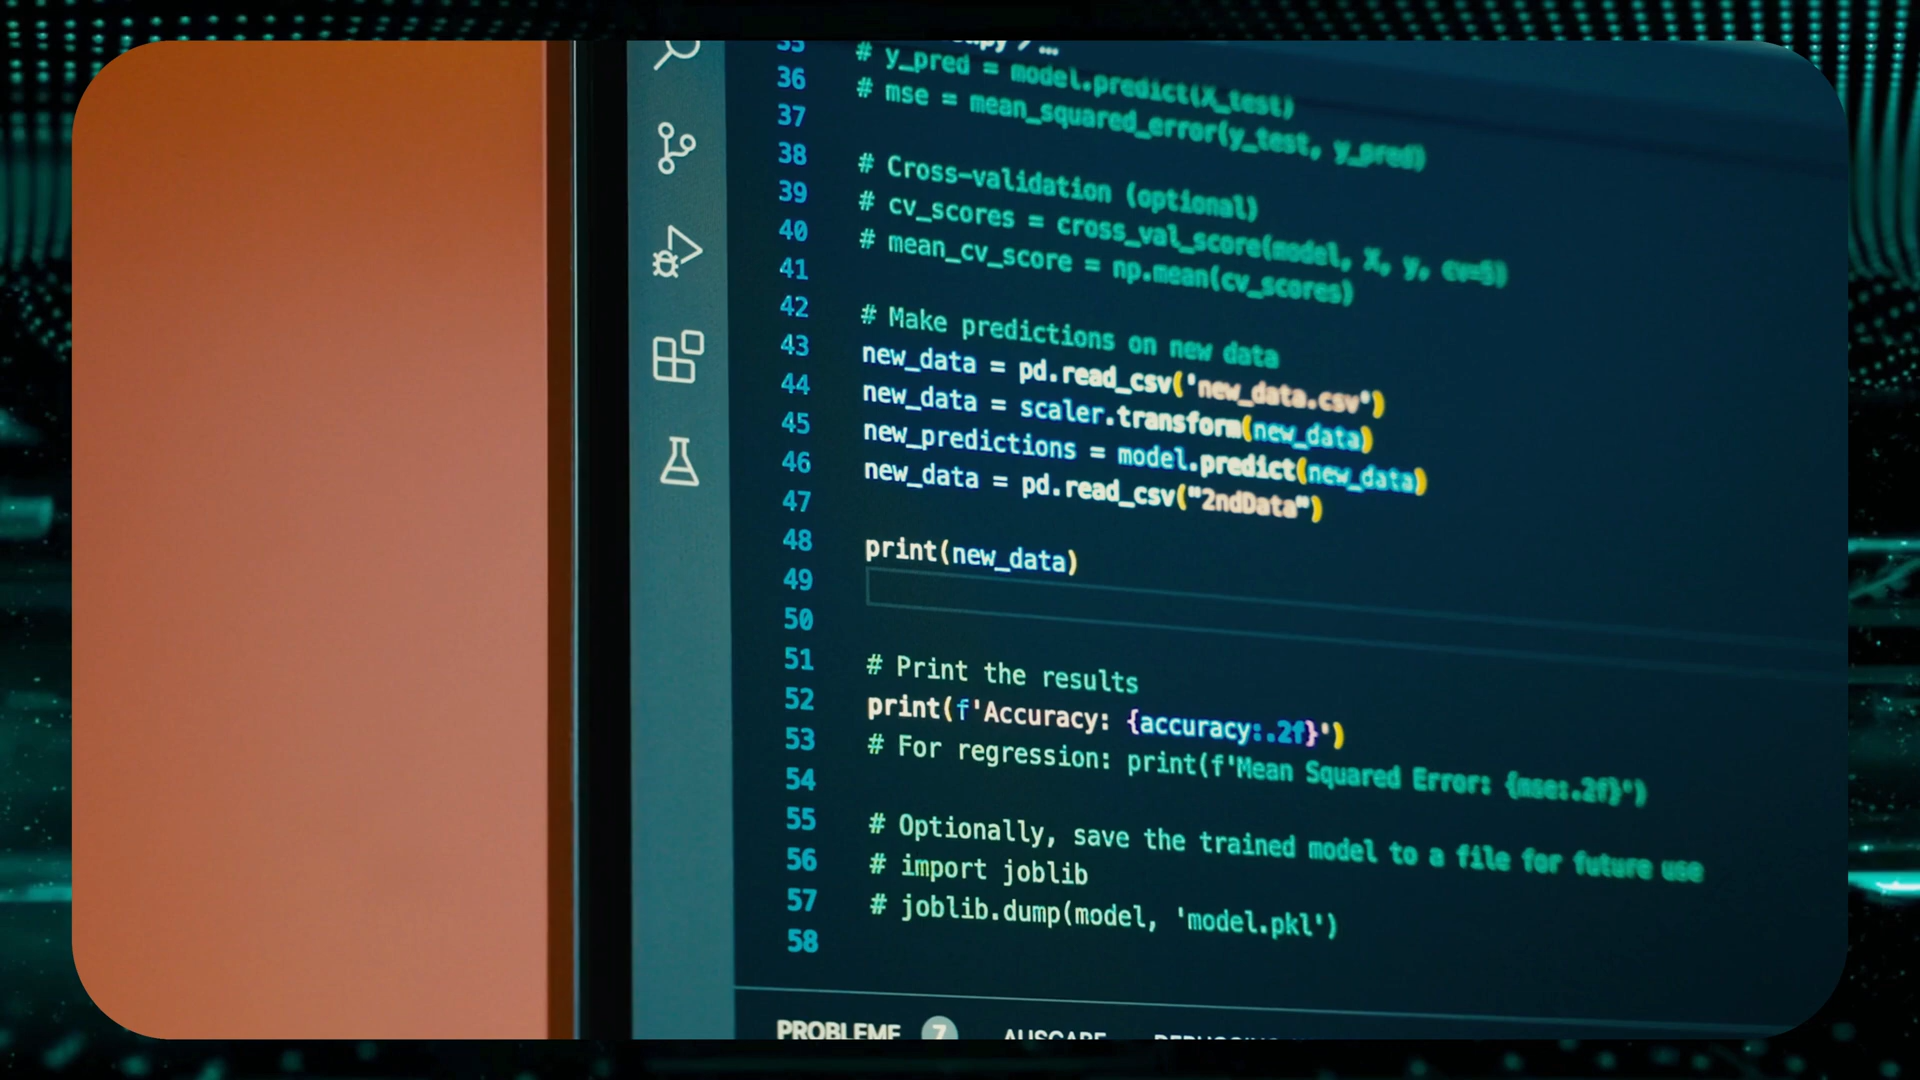 35 # y_pred = model.predict(X_test)
36 # mse = mean_squared_error(y_test, y_pred)
37
38 # Cross-validation (optional)
39 # cv_scores = cross_val_score(model, X, y, cv=5)
40 # mean_cv_score = np.mean(cv_scores)
41
42 # Make predictions on new data
43 new_data = pd.read_csv('new_data.csv')
44 new_data = scaler.transform(new_data)
45 new_predictions = model.predict(new_data)
46 new_data = pd.read_csv("2ndData")
47
48 print(new_data)
49
50
51 # Print the results
52 print(f'Accuracy: {accuracy:.2f}')
53 # For regression: print(f'Mean Squared Error: {mse:.2f}')
54
55 # Optionally, save the trained model to a file for future use
56 # import joblib
57 # joblib.dump(model, 'model.pkl')
58
PROBLEME 7 AUSGABE